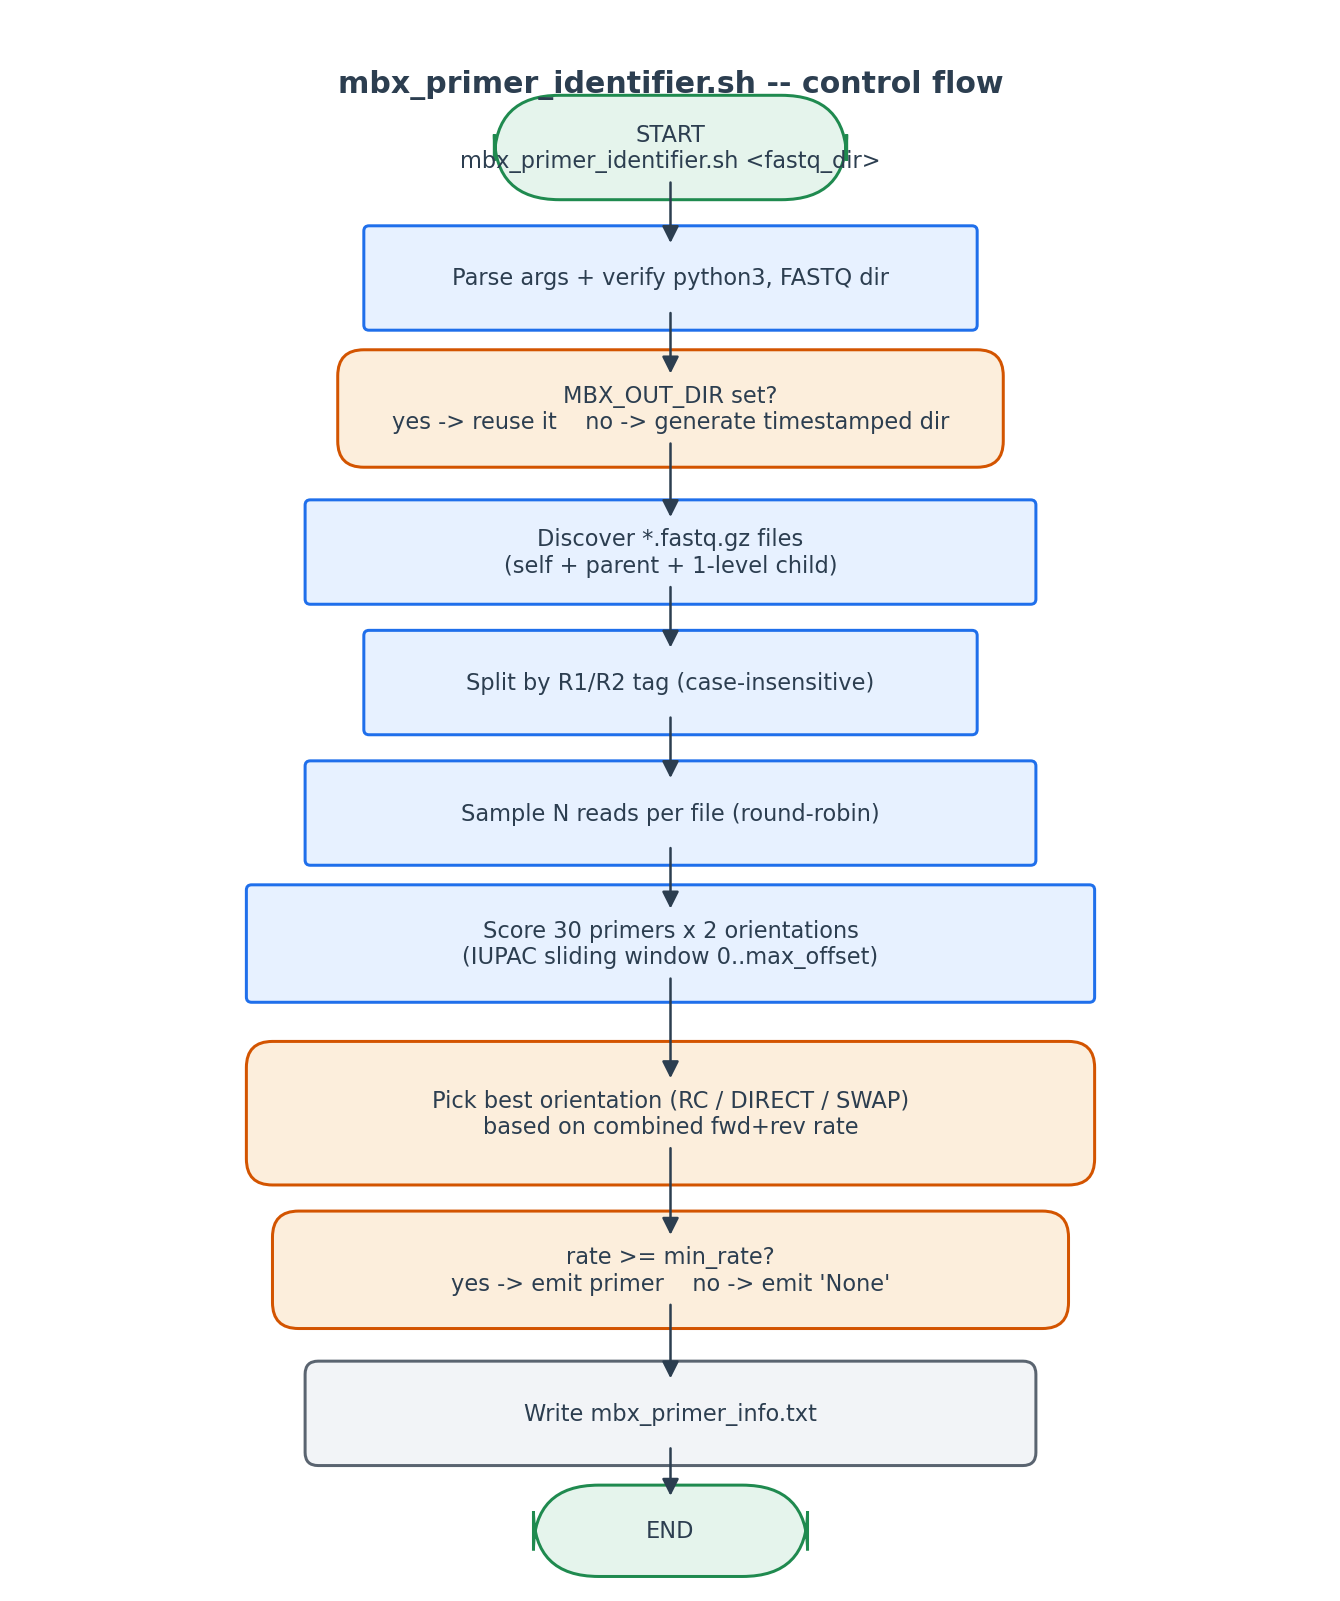 mbx_primer_identifier.sh -- control flow
START
mbx_primer_identifier.sh <fastq_dir>
Parse args + verify python3, FASTQ dir
MBX_OUT_DIR set?
yes -> reuse it    no -> generate timestamped dir
Discover *.fastq.gz files
(self + parent + 1-level child)
Split by R1/R2 tag (case-insensitive)
Sample N reads per file (round-robin)
Score 30 primers x 2 orientations
(IUPAC sliding window 0..max_offset)
Pick best orientation (RC / DIRECT / SWAP)
based on combined fwd+rev rate
rate >= min_rate?
yes -> emit primer    no -> emit 'None'
Write mbx_primer_info.txt
END